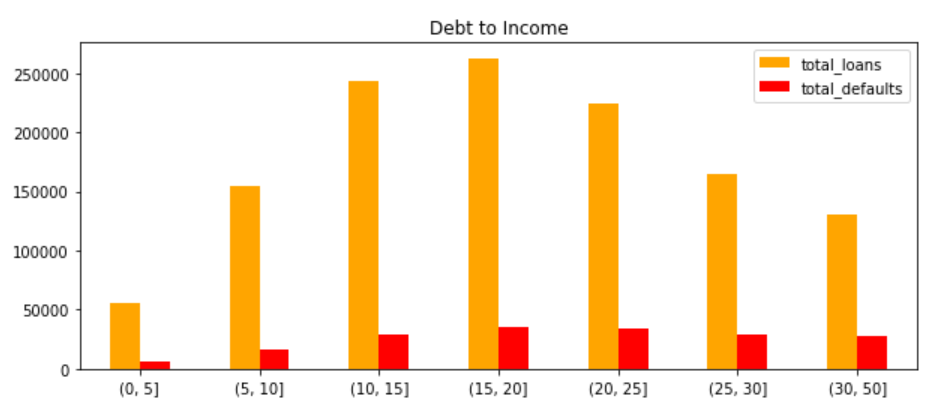 Debt to Income
total_loans
total_defaults
250000
200000
150000
100000
50000
0
(0, 5] (5, 10] (10, 15] (15, 20] (20, 25] (25, 30] (30, 50]